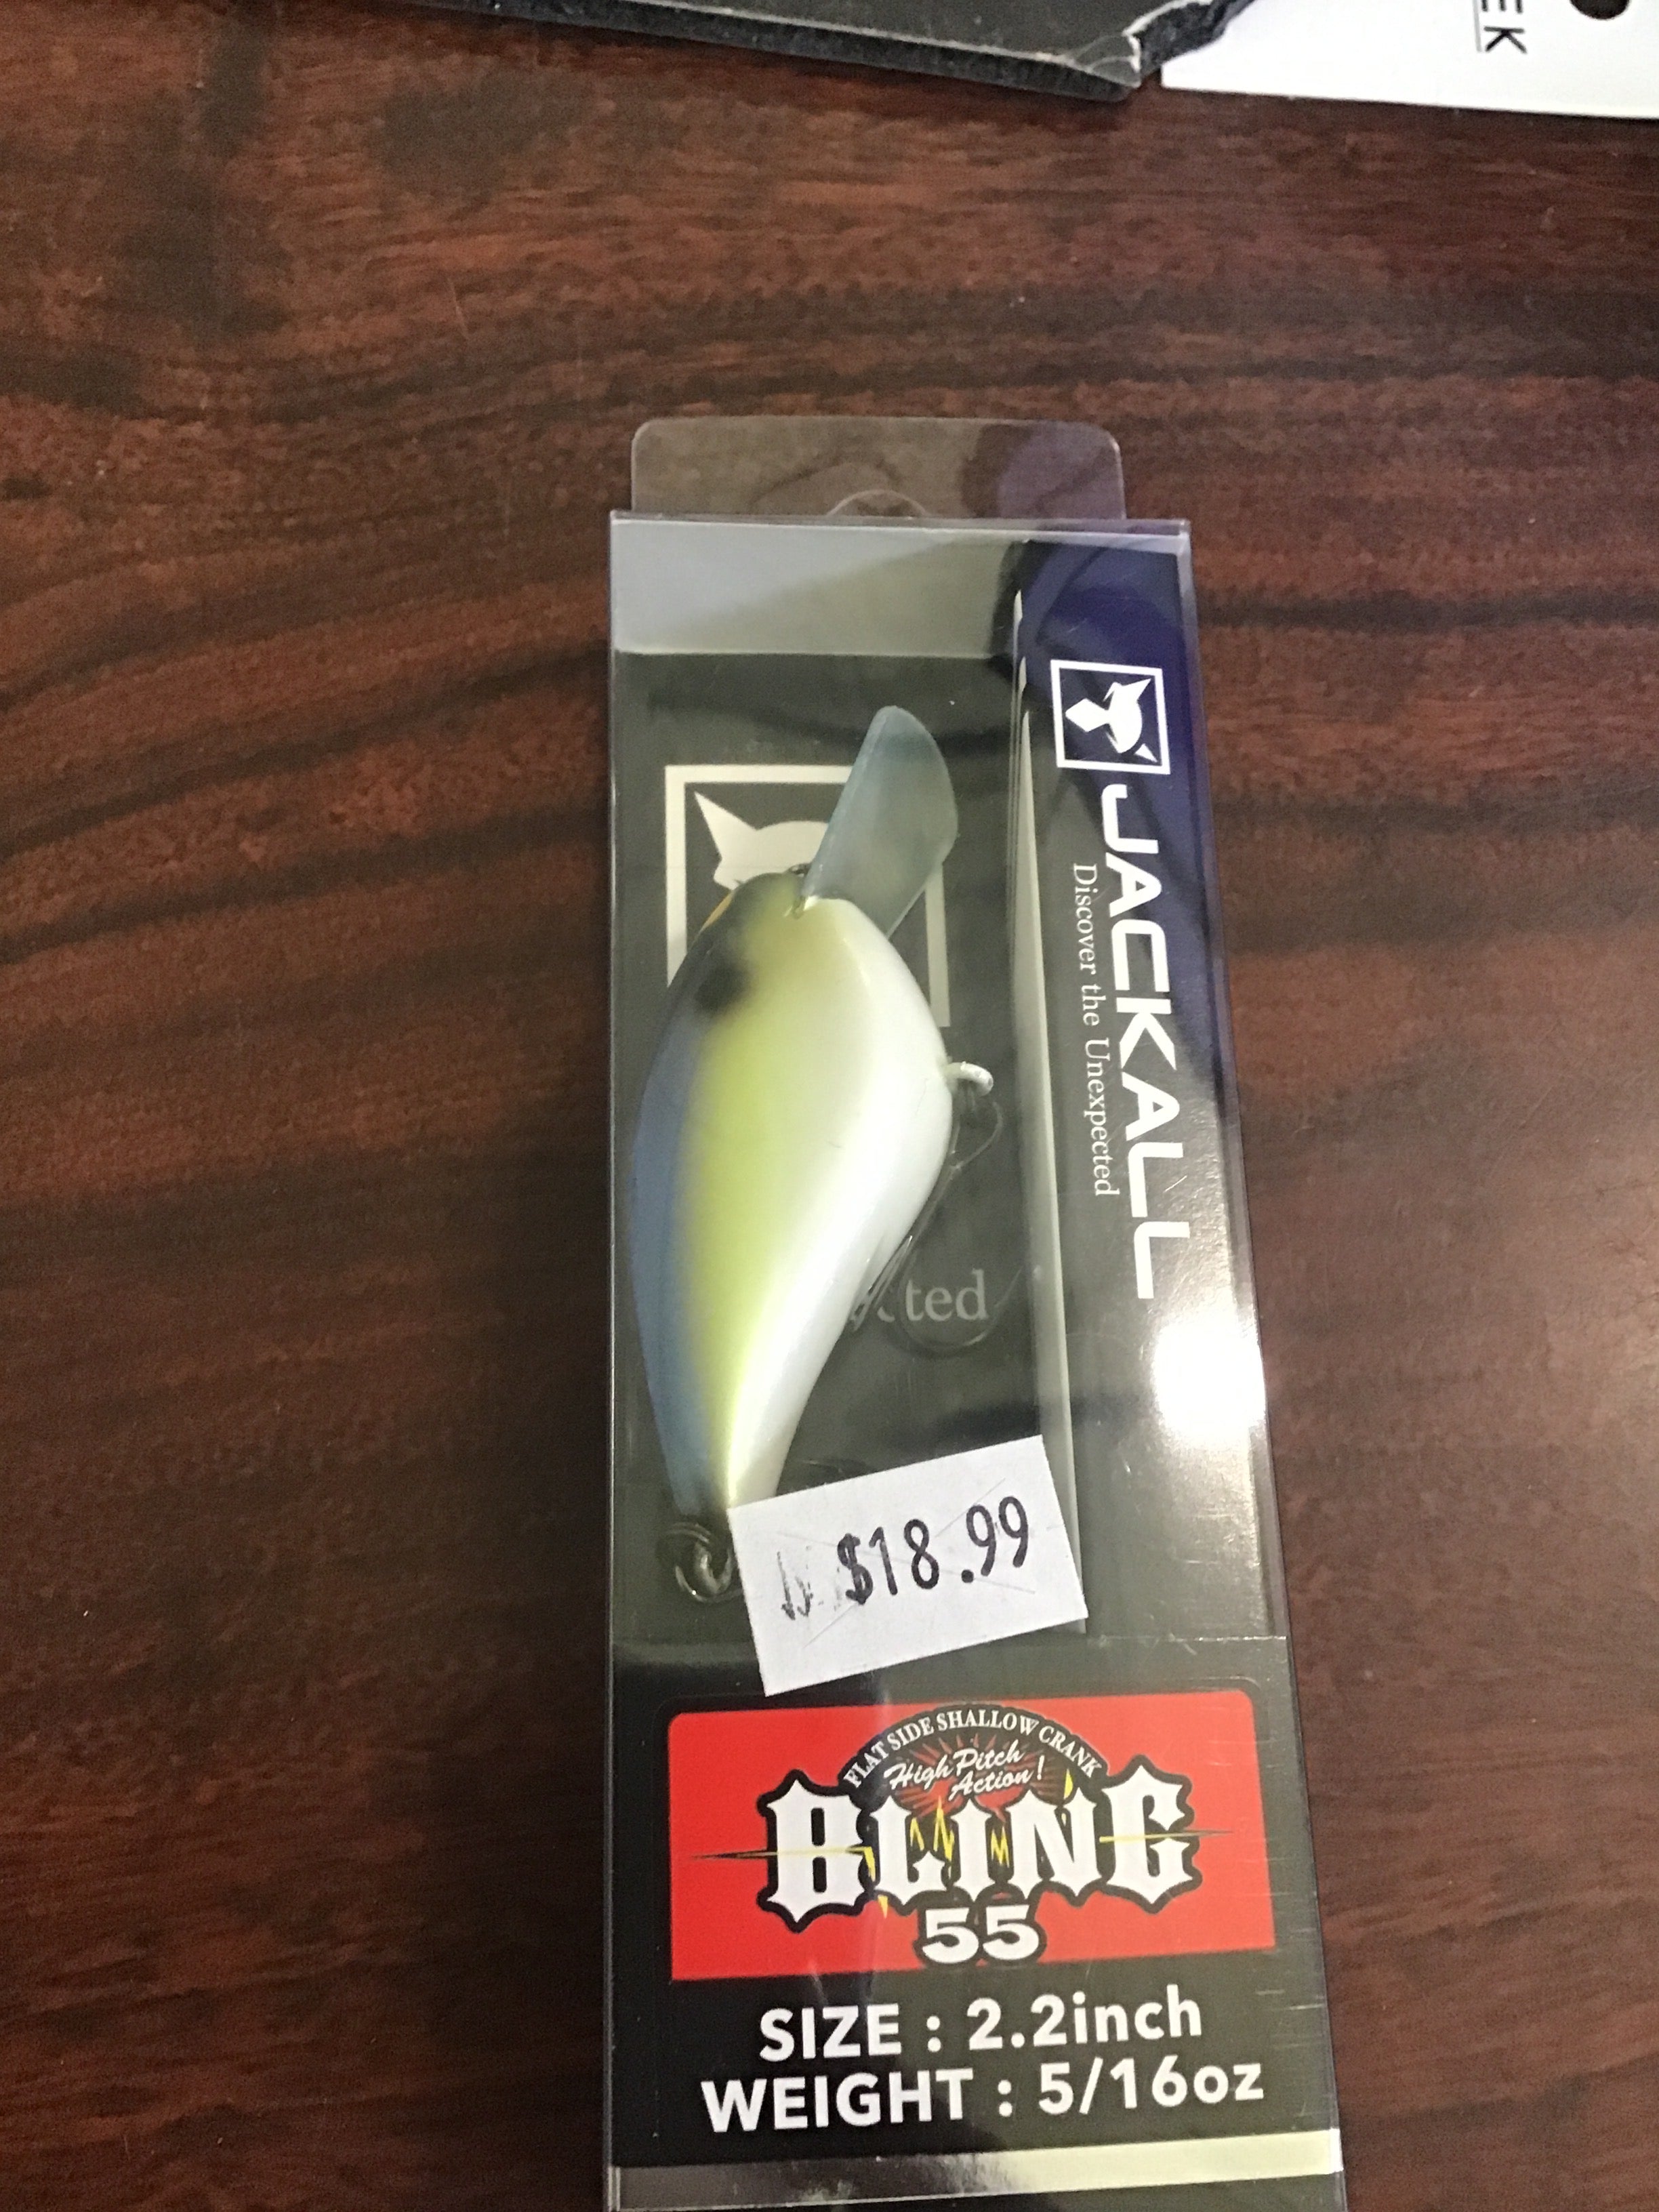 EK
JACKALL
Discover the Unexpected
cted
$18.99
FLAT SIDE SHALLOW CRANK
High Pitch
Action!
BLING
55
SIZE : 2.2inch
WEIGHT : 5/16oz